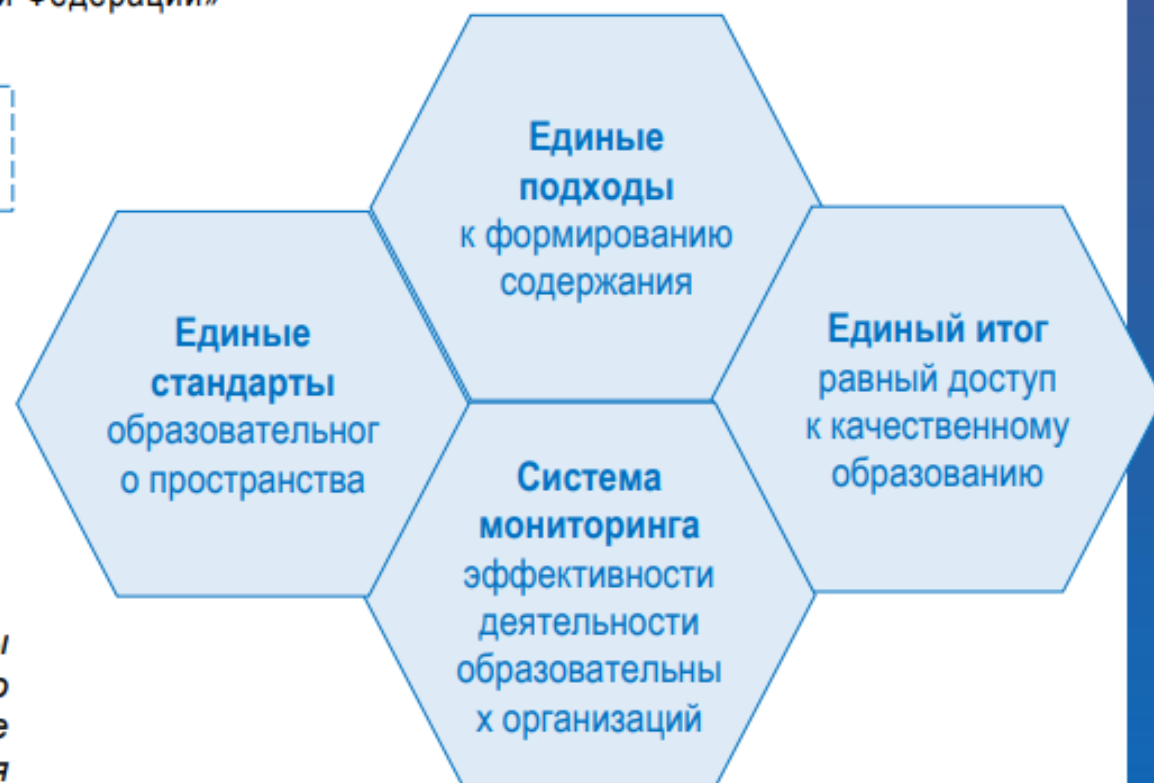 Федерации»
Единые
подходы
к формированию
содержания
Единые
стандарты
образовательног
о пространства
Единый итог
равный доступ
к качественному
образованию
Система
мониторинга
эффективности
деятельности
образовательны
х организаций